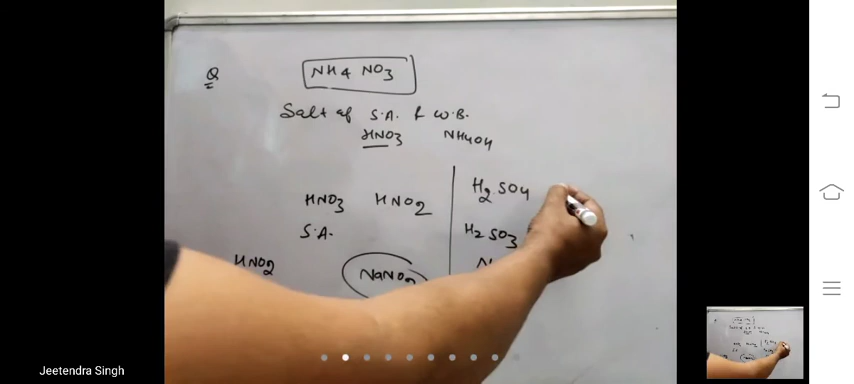 Q NH4 NO3
Salt of S.A. & W.B.
HNO3 NH4OH
HNO3 HNO2 H2SO4
S.A. H2SO3
HNO2 NaNO2 N
Jeetendra Singh